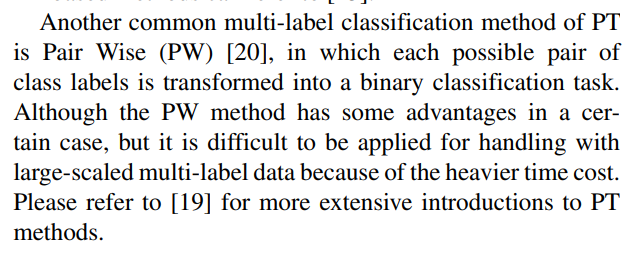 Another common multi-label classification method of PT
is Pair Wise (PW) [20], in which each possible pair of
class labels is transformed into a binary classification task.
Although the PW method has some advantages in a cer-
tain case, but it is difficult to be applied for handling with
large-scaled multi-label data because of the heavier time cost.
Please refer to [19] for more extensive introductions to PT
methods.